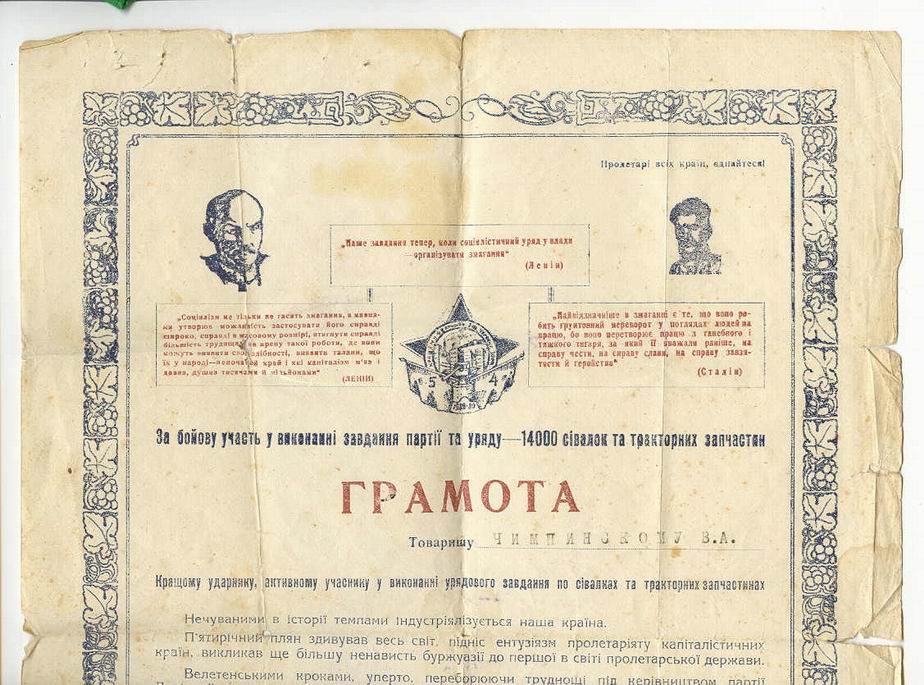 Пролетарі всіх країн, єднайтеся!
„Наше завдання тепер, коли соціялістичний уряд у влади
—організувати змагання“
(Ленін)
„Соціялізм не тільки не гасить змагання, а навпа-
ки утворює можливість застосувати його справді
широко, справді в масовому розмірі, втягнути справді
більшість трудящих на арену такої роботи, де вони
можуть виявити свої здібності, виявити таланти, що
їх у народі—непочатий край і які капіталізм м'яв
давив, душив тисячами й мільйонами“
(ЛЕНІН)
„Найвідзначніше в змаганні є те, що воно ро-
бить ґрунтовний переворот у поглядах людей на
працю, бо воно перетворює працю з ганебного і
тяжкого тягаря, за який її вважали раніше, на
справу чести, на справу слави, на справу завзя-
тости й геройства“
(Сталін)
5 4
За бойову участь у виконанні завдання партії та уряду—14000 сівалок та тракторних запчастин
ГРАМОТА
Товаришу ЧИМПИНСКОМУ В.А.
Кращому ударнику, активному учаснику у виконанні урядового завдання по сівалках та тракторних запчастинах
Нечуваними в історії темпами індустріялізується наша країна.
П'ятирічний плян здивував весь світ, підніс ентузіязм пролетаріяту капіталістичних
країн, викликав ще більшу ненависть буржуазії до першої в світі пролетарської держави.
Велетенськими кроками, уперто, переборюючи труднощі під керівництвом партії